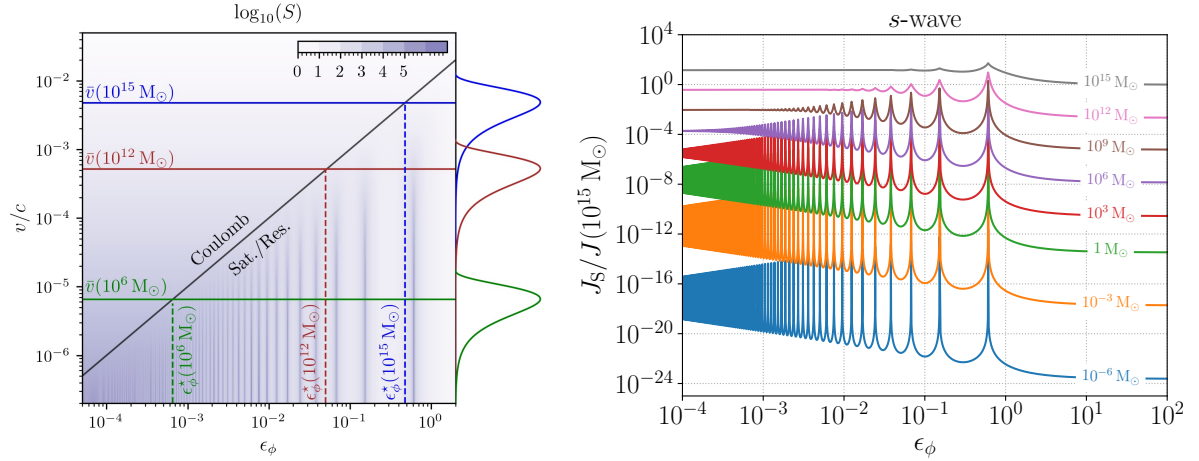 log₁₀(S)
0 1 2 3 4 5
v̄(10¹⁵ M☉)
v̄(10¹² M☉)
v̄(10⁶ M☉)
Coulomb
Sat./Res.
ϵ*ϕ(10⁶ M☉)
ϵ*ϕ(10¹² M☉)
ϵ*ϕ(10¹⁵ M☉)
v/c
10⁻²
10⁻³
10⁻⁴
10⁻⁵
10⁻⁶
10⁻⁴ 10⁻³ 10⁻² 10⁻¹ 10⁰
ϵϕ
s-wave
J_S / J (10¹⁵ M☉)
10⁴
10⁰
10⁻⁴
10⁻⁸
10⁻¹²
10⁻¹⁶
10⁻²⁰
10⁻²⁴
10¹⁵ M☉
10¹² M☉
10⁹ M☉
10⁶ M☉
10³ M☉
1 M☉
10⁻³ M☉
10⁻⁶ M☉
10⁻⁴ 10⁻³ 10⁻² 10⁻¹ 10⁰ 10¹ 10²
ϵϕ